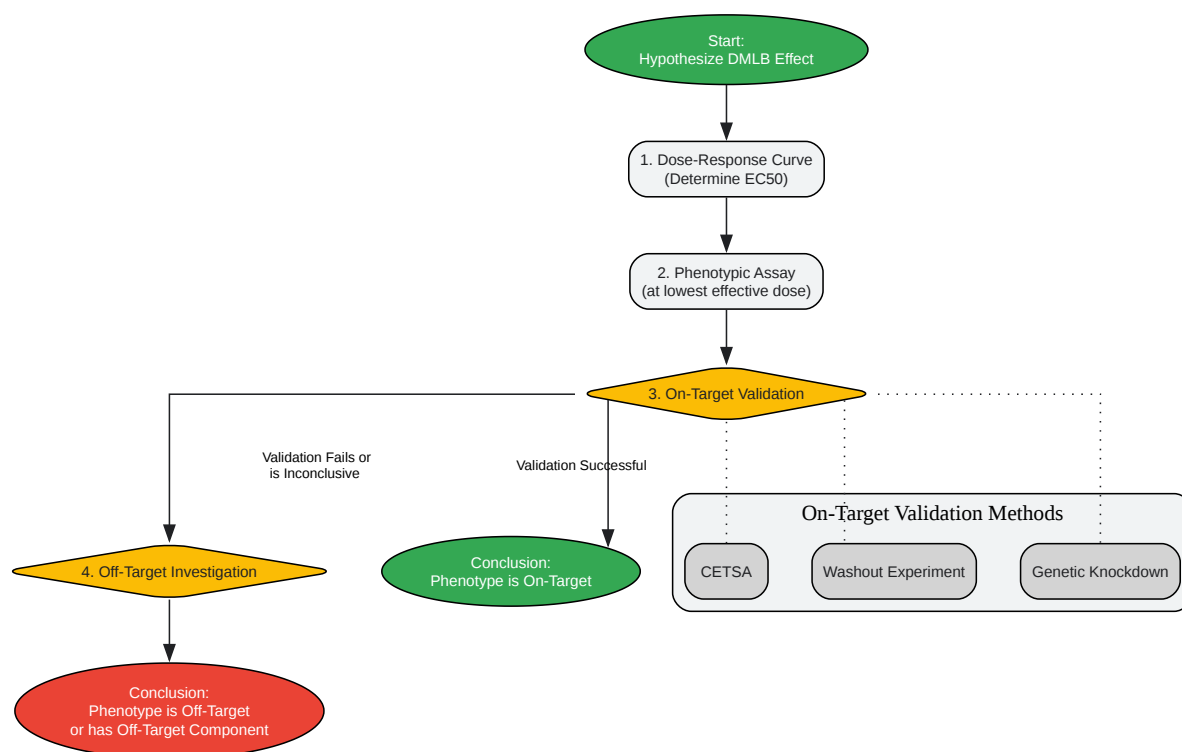 Start:
Hypothesize DMLB Effect
1. Dose-Response Curve
(Determine EC50)
2. Phenotypic Assay
(at lowest effective dose)
3. On-Target Validation
Validation Fails or
is Inconclusive
Validation Successful
On-Target Validation Methods
4. Off-Target Investigation
Conclusion:
Phenotype is On-Target
CETSA
Washout Experiment
Genetic Knockdown
Conclusion:
Phenotype is Off-Target
or has Off-Target Component